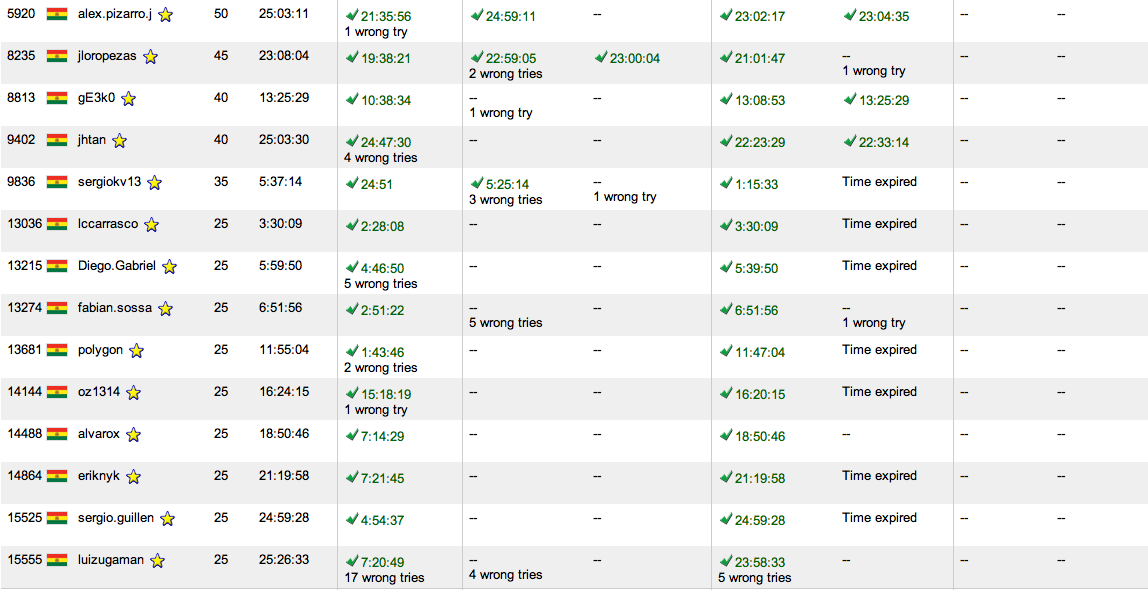 5920 alex.pizarro.j 50 25:03:11 21:35:56 24:59:11 -- 23:02:17 23:04:35 -- --
1 wrong try
8235 jloropezas 45 23:08:04 19:38:21 22:59:05 23:00:04 21:01:47 -- -- --
2 wrong tries 1 wrong try
8813 gE3k0 40 13:25:29 10:38:34 -- -- 13:08:53 13:25:29 -- --
1 wrong try
9402 jhtan 40 25:03:30 24:47:30 -- -- 22:23:29 22:33:14 -- --
4 wrong tries
9836 sergiokv13 35 5:37:14 24:51 5:25:14 -- 1:15:33 Time expired -- --
3 wrong tries 1 wrong try
13036 lccarrasco 25 3:30:09 2:28:08 -- -- 3:30:09 Time expired -- --
13215 Diego.Gabriel 25 5:59:50 4:46:50 -- -- 5:39:50 Time expired -- --
5 wrong tries
13274 fabian.sossa 25 6:51:56 2:51:22 -- -- 6:51:56 -- -- --
5 wrong tries 1 wrong try
13681 polygon 25 11:55:04 1:43:46 -- -- 11:47:04 Time expired -- --
2 wrong tries
14144 oz1314 25 16:24:15 15:18:19 -- -- 16:20:15 Time expired -- --
1 wrong try
14488 alvarox 25 18:50:46 7:14:29 -- -- 18:50:46 -- -- --
14864 eriknyk 25 21:19:58 7:21:45 -- -- 21:19:58 Time expired -- --
15525 sergio.guillen 25 24:59:28 4:54:37 -- -- 24:59:28 Time expired -- --
15555 luizugaman 25 25:26:33 7:20:49 -- -- 23:58:33 -- -- --
17 wrong tries 4 wrong tries 5 wrong tries